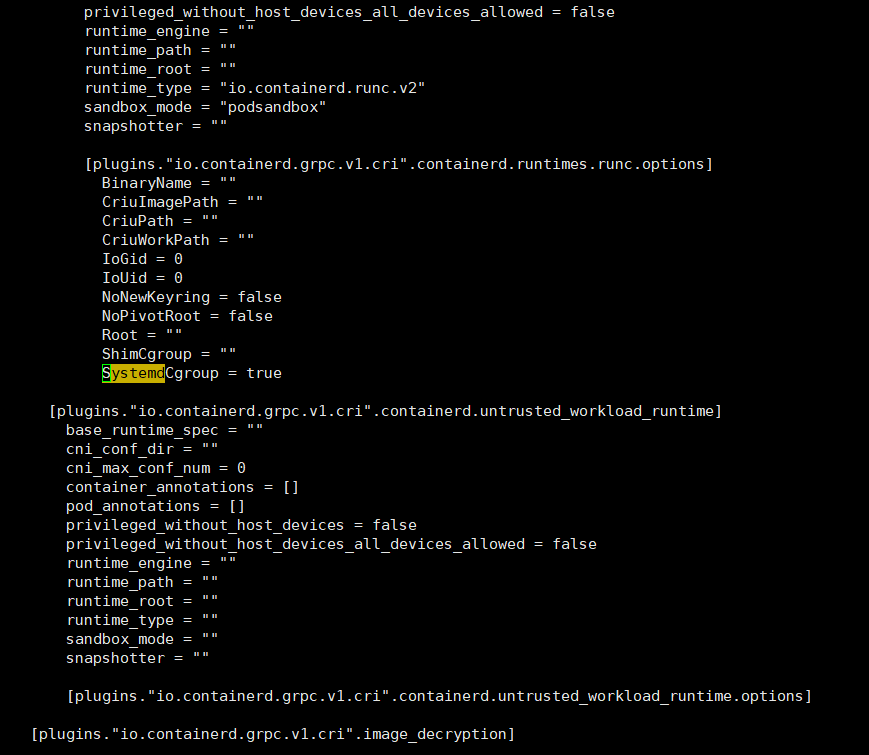 privileged_without_host_devices_all_devices_allowed = false
runtime_engine = ""
runtime_path = ""
runtime_root = ""
runtime_type = "io.containerd.runc.v2"
sandbox_mode = "podsandbox"
snapshotter = ""
[plugins."io.containerd.grpc.v1.cri".containerd.runtimes.runc.options]
BinaryName = ""
CriuImagePath = ""
CriuPath = ""
CriuWorkPath = ""
IoGid = 0
IoUid = 0
NoNewKeyring = false
NoPivotRoot = false
Root = ""
ShimCgroup = ""
SystemdCgroup = true
[plugins."io.containerd.grpc.v1.cri".containerd.untrusted_workload_runtime]
base_runtime_spec = ""
cni_conf_dir = ""
cni_max_conf_num = 0
container_annotations = []
pod_annotations = []
privileged_without_host_devices = false
privileged_without_host_devices_all_devices_allowed = false
runtime_engine = ""
runtime_path = ""
runtime_root = ""
runtime_type = ""
sandbox_mode = ""
snapshotter = ""
[plugins."io.containerd.grpc.v1.cri".containerd.untrusted_workload_runtime.options]
[plugins."io.containerd.grpc.v1.cri".image_decryption]